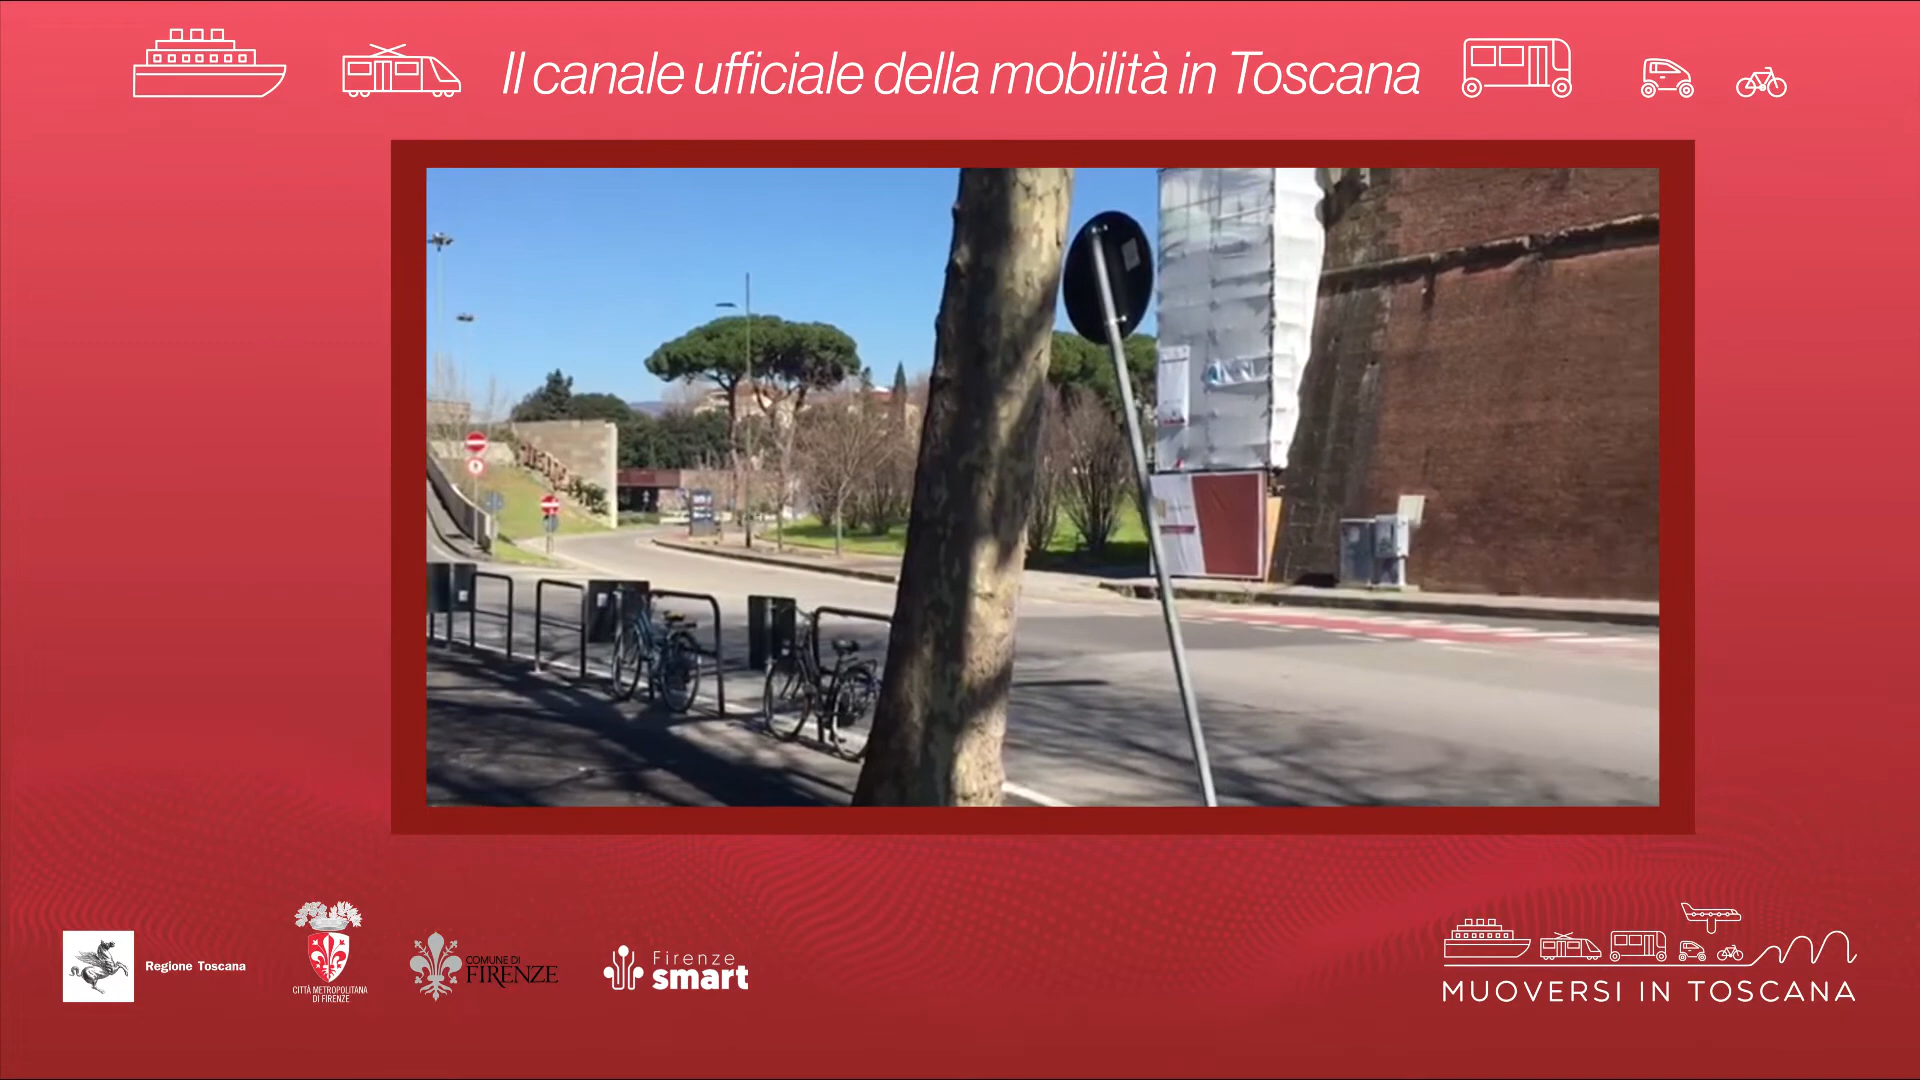 Il canale ufficiale della mobilità in Toscana
Regione Toscana
CITTÀ METROPOLITANA
DI FIRENZE
COMUNE DI
FIRENZE
Firenze
smart
MUOVERSI IN TOSCANA